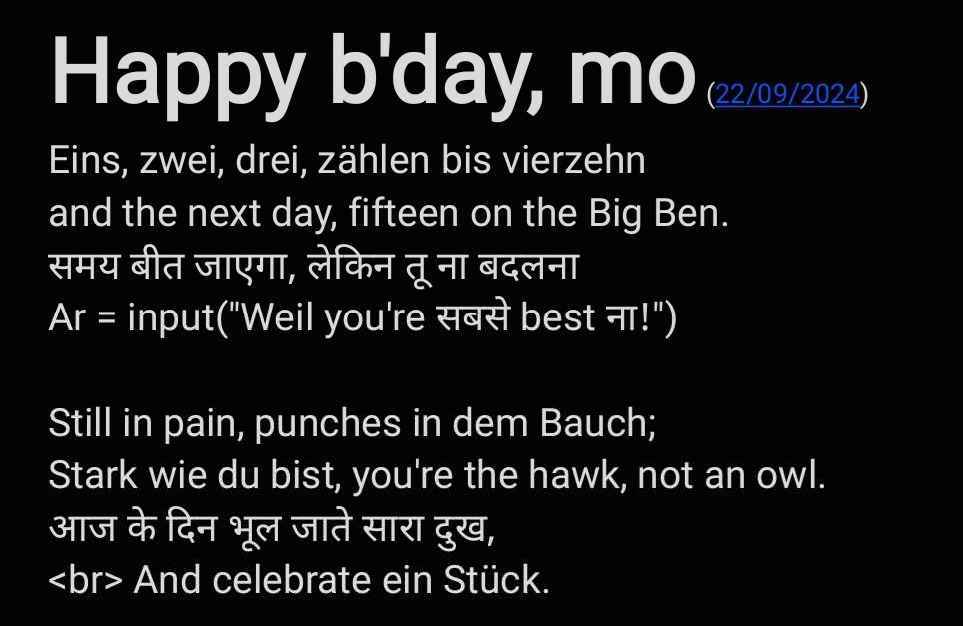 Happy b'day, mo (22/09/2024)
Eins, zwei, drei, zählen bis vierzehn
and the next day, fifteen on the Big Ben.
समय बीत जाएगा, लेकिन तू ना बदलना
Ar = input("Weil you're सबसे best ना!")
Still in pain, punches in dem Bauch;
Stark wie du bist, you're the hawk, not an owl.
आज के दिन भूल जाते सारा दुख,
<br> And celebrate ein Stück.